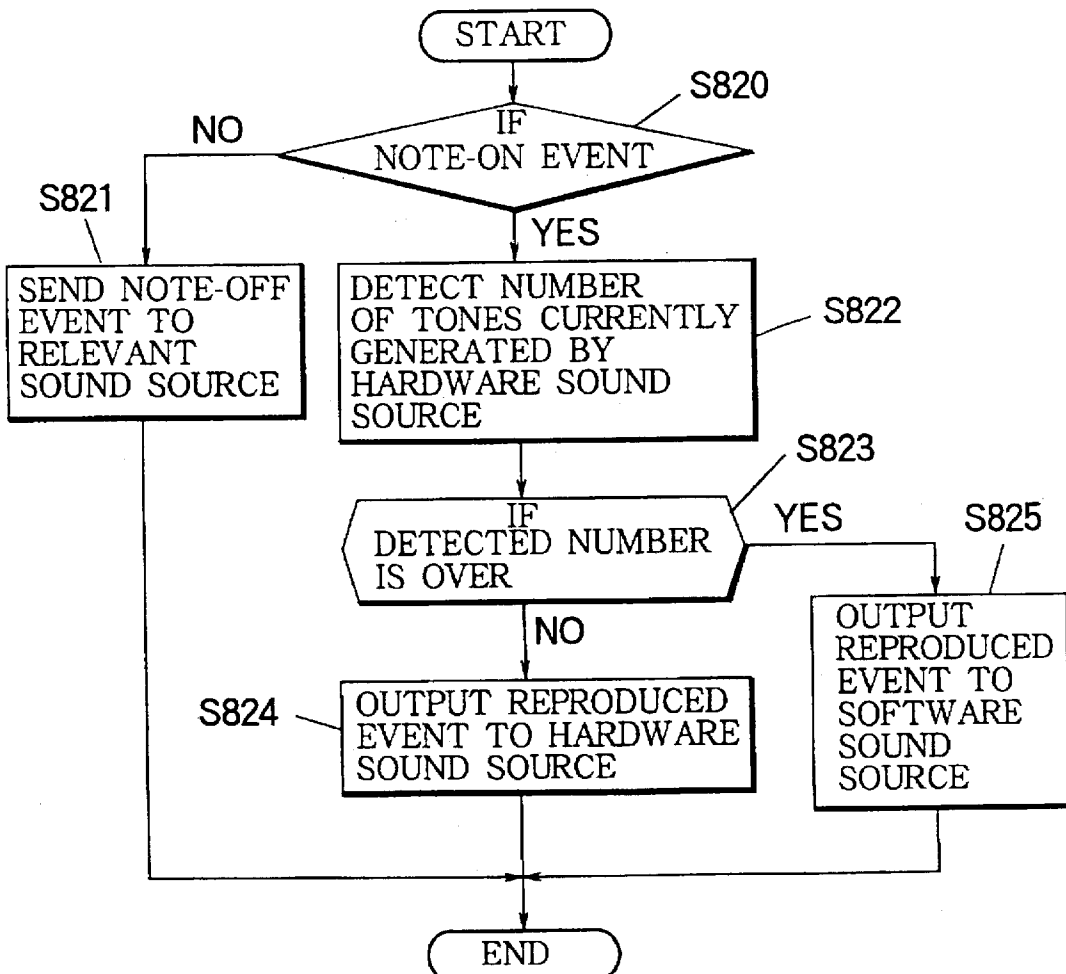 START
S820
IF
NOTE-ON EVENT
NO
YES
S821
SEND NOTE-OFF
EVENT TO
RELEVANT
SOUND SOURCE
DETECT NUMBER
OF TONES CURRENTLY
GENERATED BY
HARDWARE SOUND
SOURCE
S822
S823
IF
DETECTED NUMBER
IS OVER
YES
S825
NO
OUTPUT
REPRODUCED
EVENT TO
SOFTWARE
SOUND
SOURCE
S824
OUTPUT REPRODUCED
EVENT TO HARDWARE
SOUND SOURCE
END